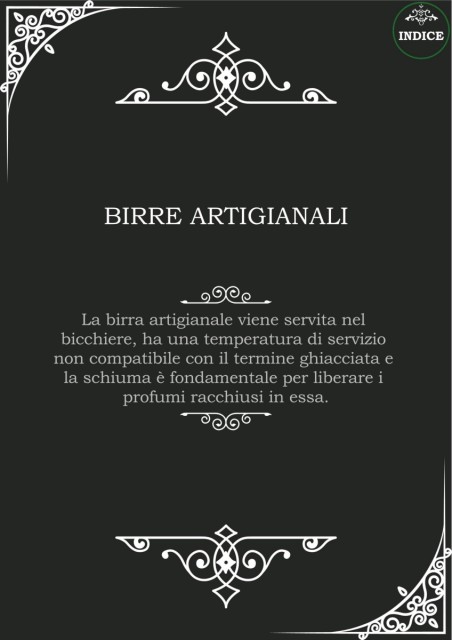 INDICE
BIRRE ARTIGIANALI
La birra artigianale viene servita nel
bicchiere, ha una temperatura di servizio
non compatibile con il termine ghiacciata e
la schiuma è fondamentale per liberare i
profumi racchiusi in essa.